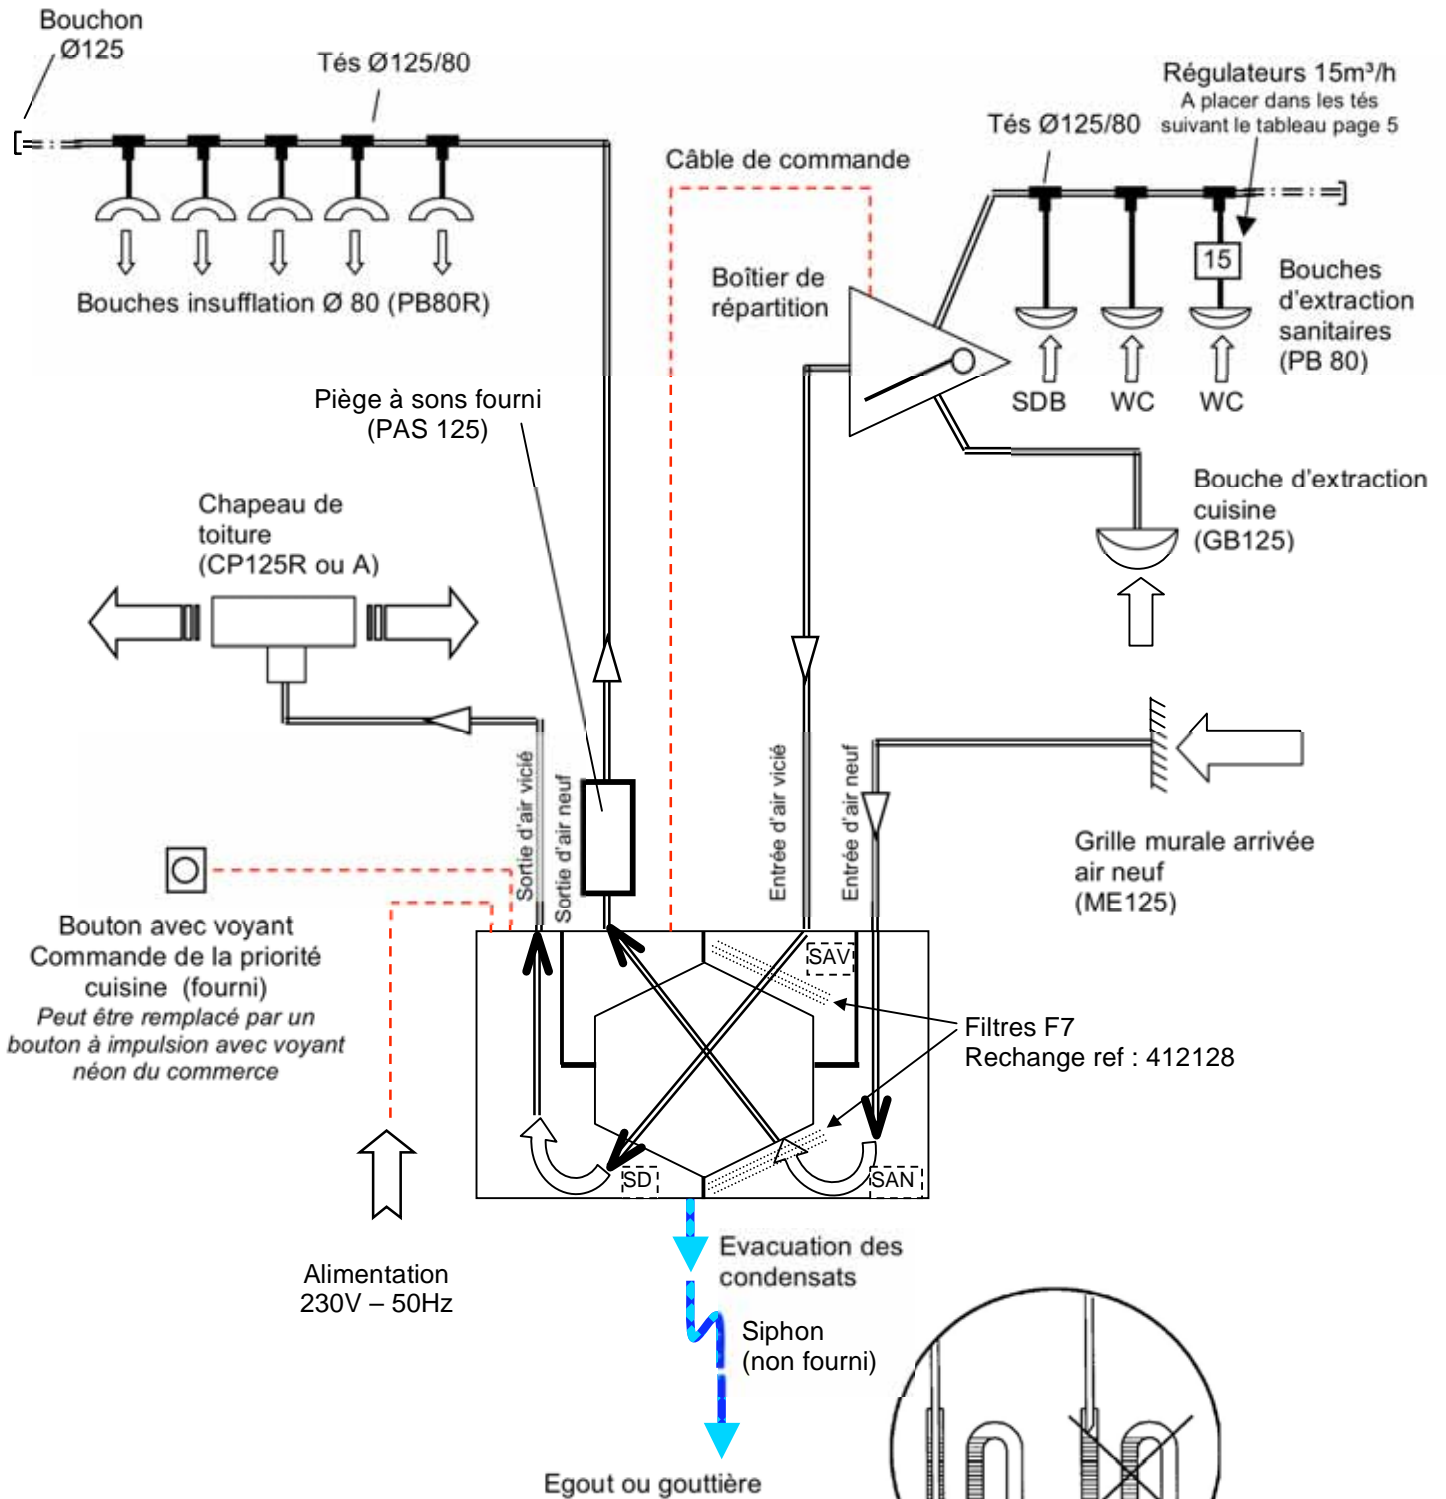 Bouchon
Ø125
Tés Ø125/80
Bouches insufflation Ø 80 (PB80R)
Câble de commande
Tés Ø125/80
Régulateurs 15m³/h
A placer dans les tés
suivant le tableau page 5
15
Bouches
d'extraction
sanitaires
(PB 80)
SDB
WC
WC
Boîtier de
répartition
Piège à sons fourni
(PAS 125)
Bouche d'extraction
cuisine
(GB125)
Chapeau de
toiture
(CP125R ou A)
Sortie d'air vicié
Sortie d'air neuf
Entrée d'air vicié
Entrée d'air neuf
Grille murale arrivée
air neuf
(ME125)
Bouton avec voyant
Commande de la priorité
cuisine (fourni)
Peut être remplacé par un
bouton à impulsion avec voyant
néon du commerce
SAV
Filtres F7
Rechange ref : 412128
SD
SAN
Alimentation
230V – 50Hz
Evacuation des
condensats
Siphon
(non fourni)
Egout ou gouttière